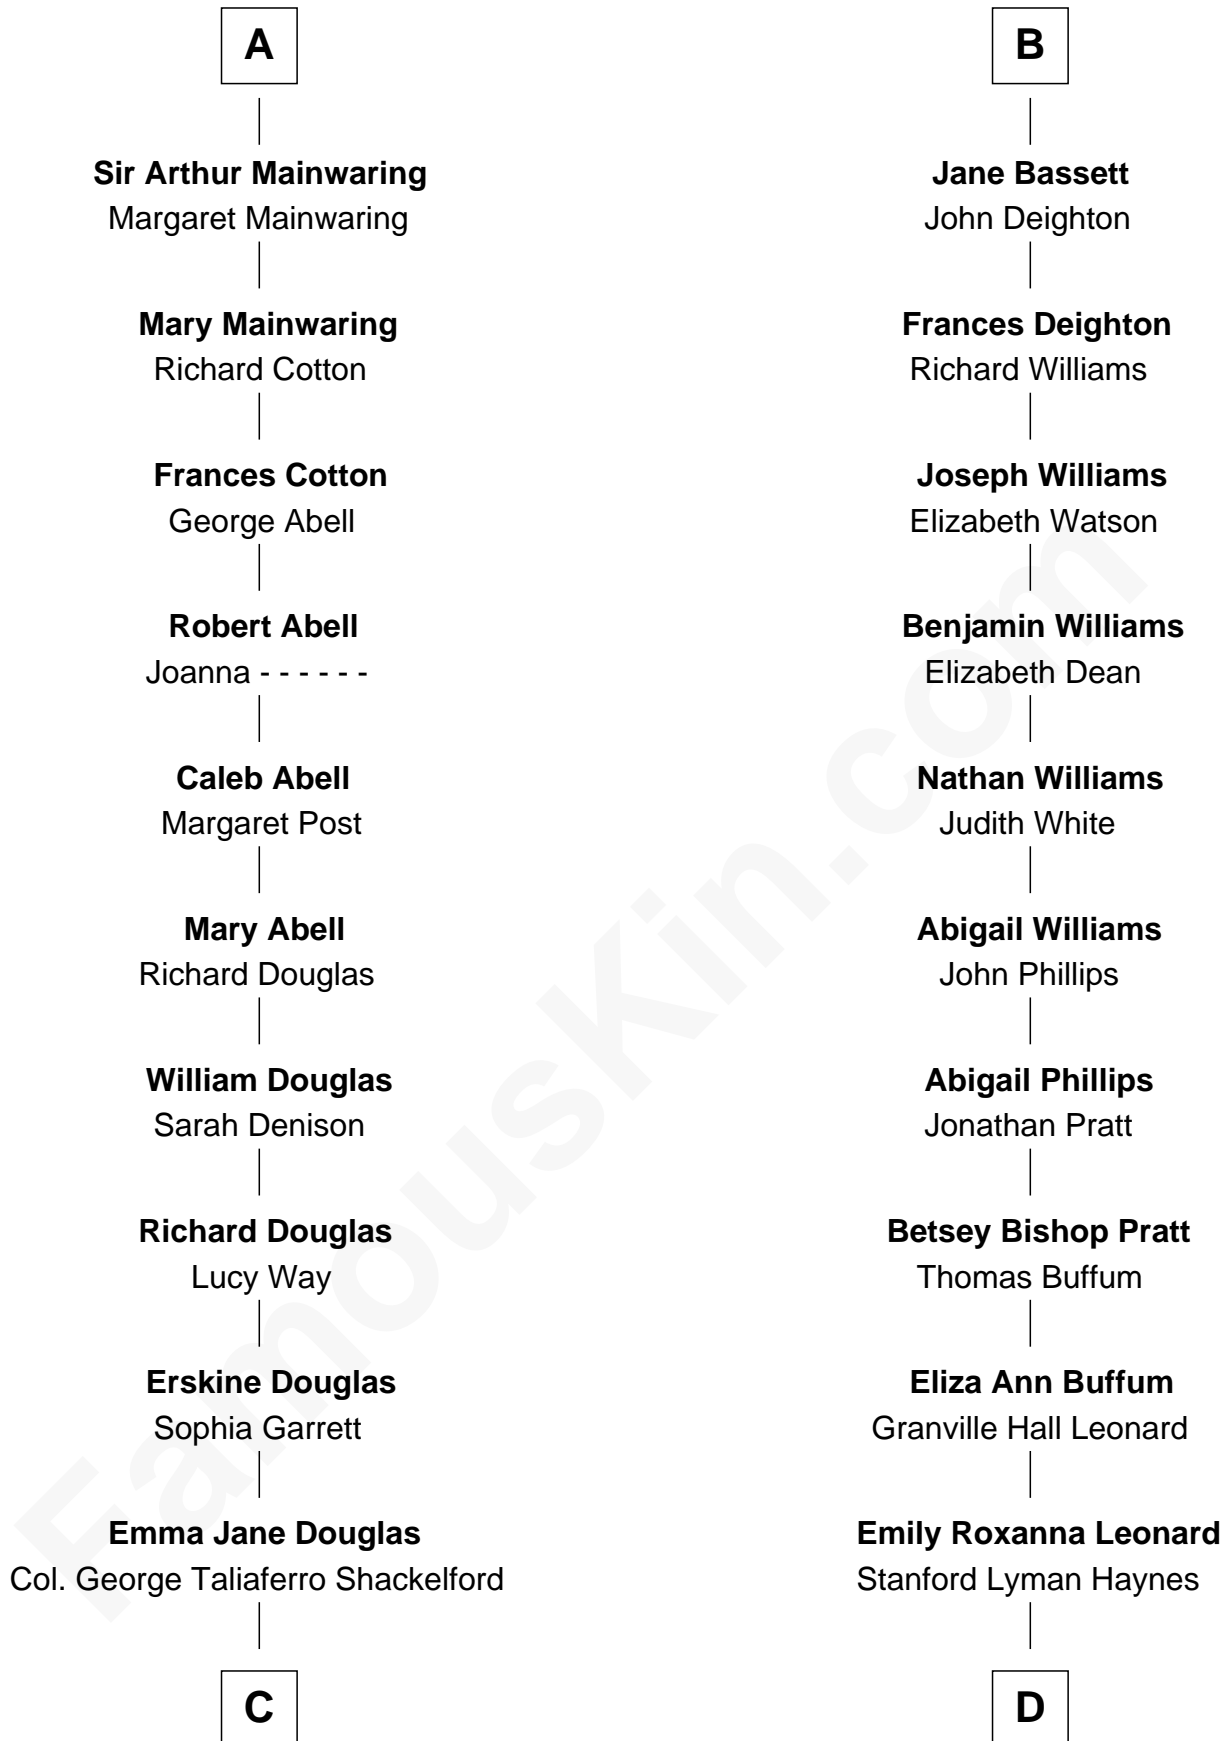 A
Sir Arthur Mainwaring
Margaret Mainwaring
Mary Mainwaring
Richard Cotton
Frances Cotton
George Abell
Robert Abell
Joanna - - - - - -
Caleb Abell
Margaret Post
Mary Abell
Richard Douglas
William Douglas
Sarah Denison
Richard Douglas
Lucy Way
Erskine Douglas
Sophia Garrett
Emma Jane Douglas
Col. George Taliaferro Shackelford
C
B
Jane Bassett
John Deighton
Frances Deighton
Richard Williams
Joseph Williams
Elizabeth Watson
Benjamin Williams
Elizabeth Dean
Nathan Williams
Judith White
Abigail Williams
John Phillips
Abigail Phillips
Jonathan Pratt
Betsey Bishop Pratt
Thomas Buffum
Eliza Ann Buffum
Granville Hall Leonard
Emily Roxanna Leonard
Stanford Lyman Haynes
D
FamousKin.com